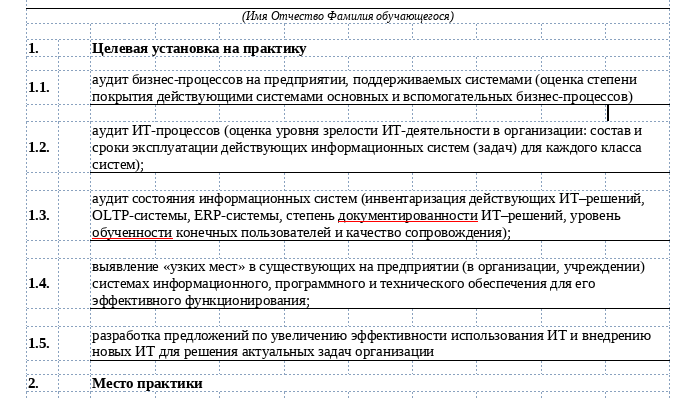 (Имя Отчество Фамилия обучающегося)
1. Целевая установка на практику
1.1. аудит бизнес-процессов на предприятии, поддерживаемых системами (оценка степени
покрытия действующими системами основных и вспомогательных бизнес-процессов)
1.2. аудит ИТ-процессов (оценка уровня зрелости ИТ-деятельности в организации: состав и
сроки эксплуатации действующих информационных систем (задач) для каждого класса
систем);
1.3. аудит состояния информационных систем (инвентаризация действующих ИТ–решений,
OLTP-системы, ERP-системы, степень документированности ИТ–решений, уровень
обученности конечных пользователей и качество сопровождения);
1.4. выявление «узких мест» в существующих на предприятии (в организации, учреждении)
системах информационного, программного и технического обеспечения для его
эффективного функционирования;
1.5. разработка предложений по увеличению эффективности использования ИТ и внедрению
новых ИТ для решения актуальных задач организации
2. Место практики